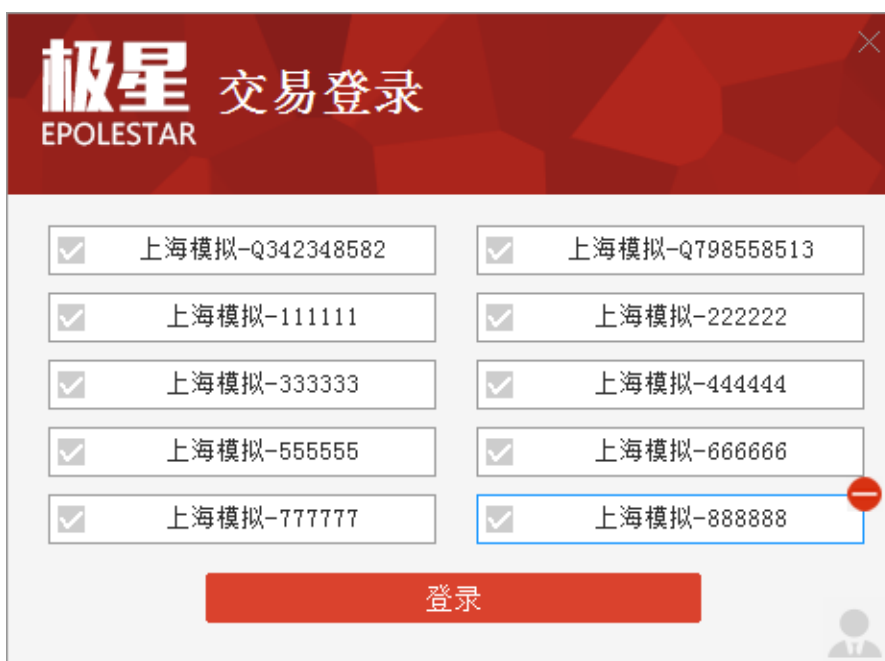 极星
EPOLESTAR
交易登录
上海模拟-Q342348582
上海模拟-Q798558513
上海模拟-111111
上海模拟-222222
上海模拟-333333
上海模拟-444444
上海模拟-555555
上海模拟-666666
上海模拟-777777
上海模拟-888888
登录